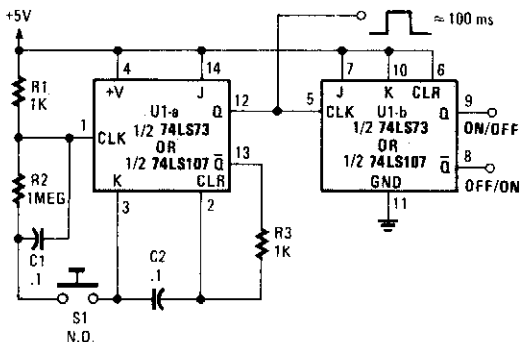 +5V
≈ 100 ms
R1
1K
4
14
+V
J
1
CLK
U1-a
1/2 74LS73
OR
1/2 74LS107
Q
12
Q̅
13
K
CLR
3
2
R2
1MEG
C1
.1
S1
N.O.
C2
.1
R3
1K
7
10
6
J
K
CLR
5
CLK
U1-b
1/2 74LS73
OR
1/2 74LS107
GND
11
Q
9
ON/OFF
Q̅
8
OFF/ON